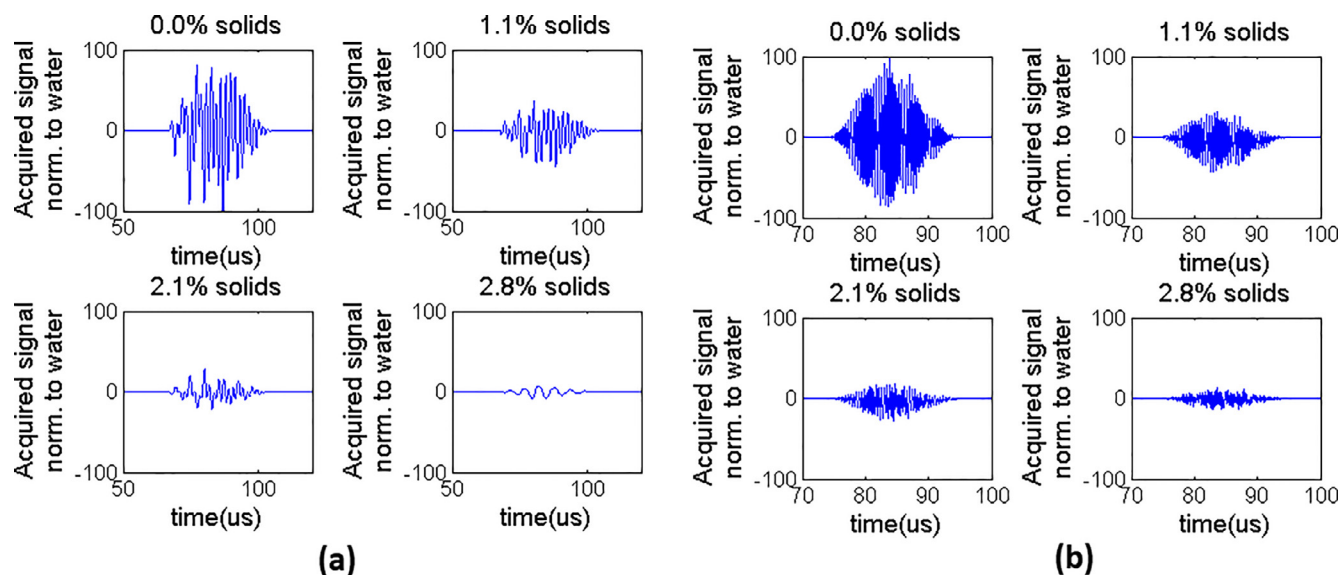 0.0% solids
1.1% solids
Acquired signal
norm. to water
100
0
-100
50
100
time(us)
Acquired signal
norm. to water
100
0
-100
50
100
time(us)
2.1% solids
2.8% solids
Acquired signal
norm. to water
100
0
-100
50
100
time(us)
Acquired signal
norm. to water
100
0
-100
50
100
time(us)
(a)
0.0% solids
1.1% solids
Acquired signal
norm. to water
100
0
-100
70
80
90
100
time(us)
Acquired signal
norm. to water
100
0
-100
70
80
90
100
time(us)
2.1% solids
2.8% solids
Acquired signal
norm. to water
100
0
-100
70
80
90
100
time(us)
Acquired signal
norm. to water
100
0
-100
70
80
90
100
time(us)
(b)